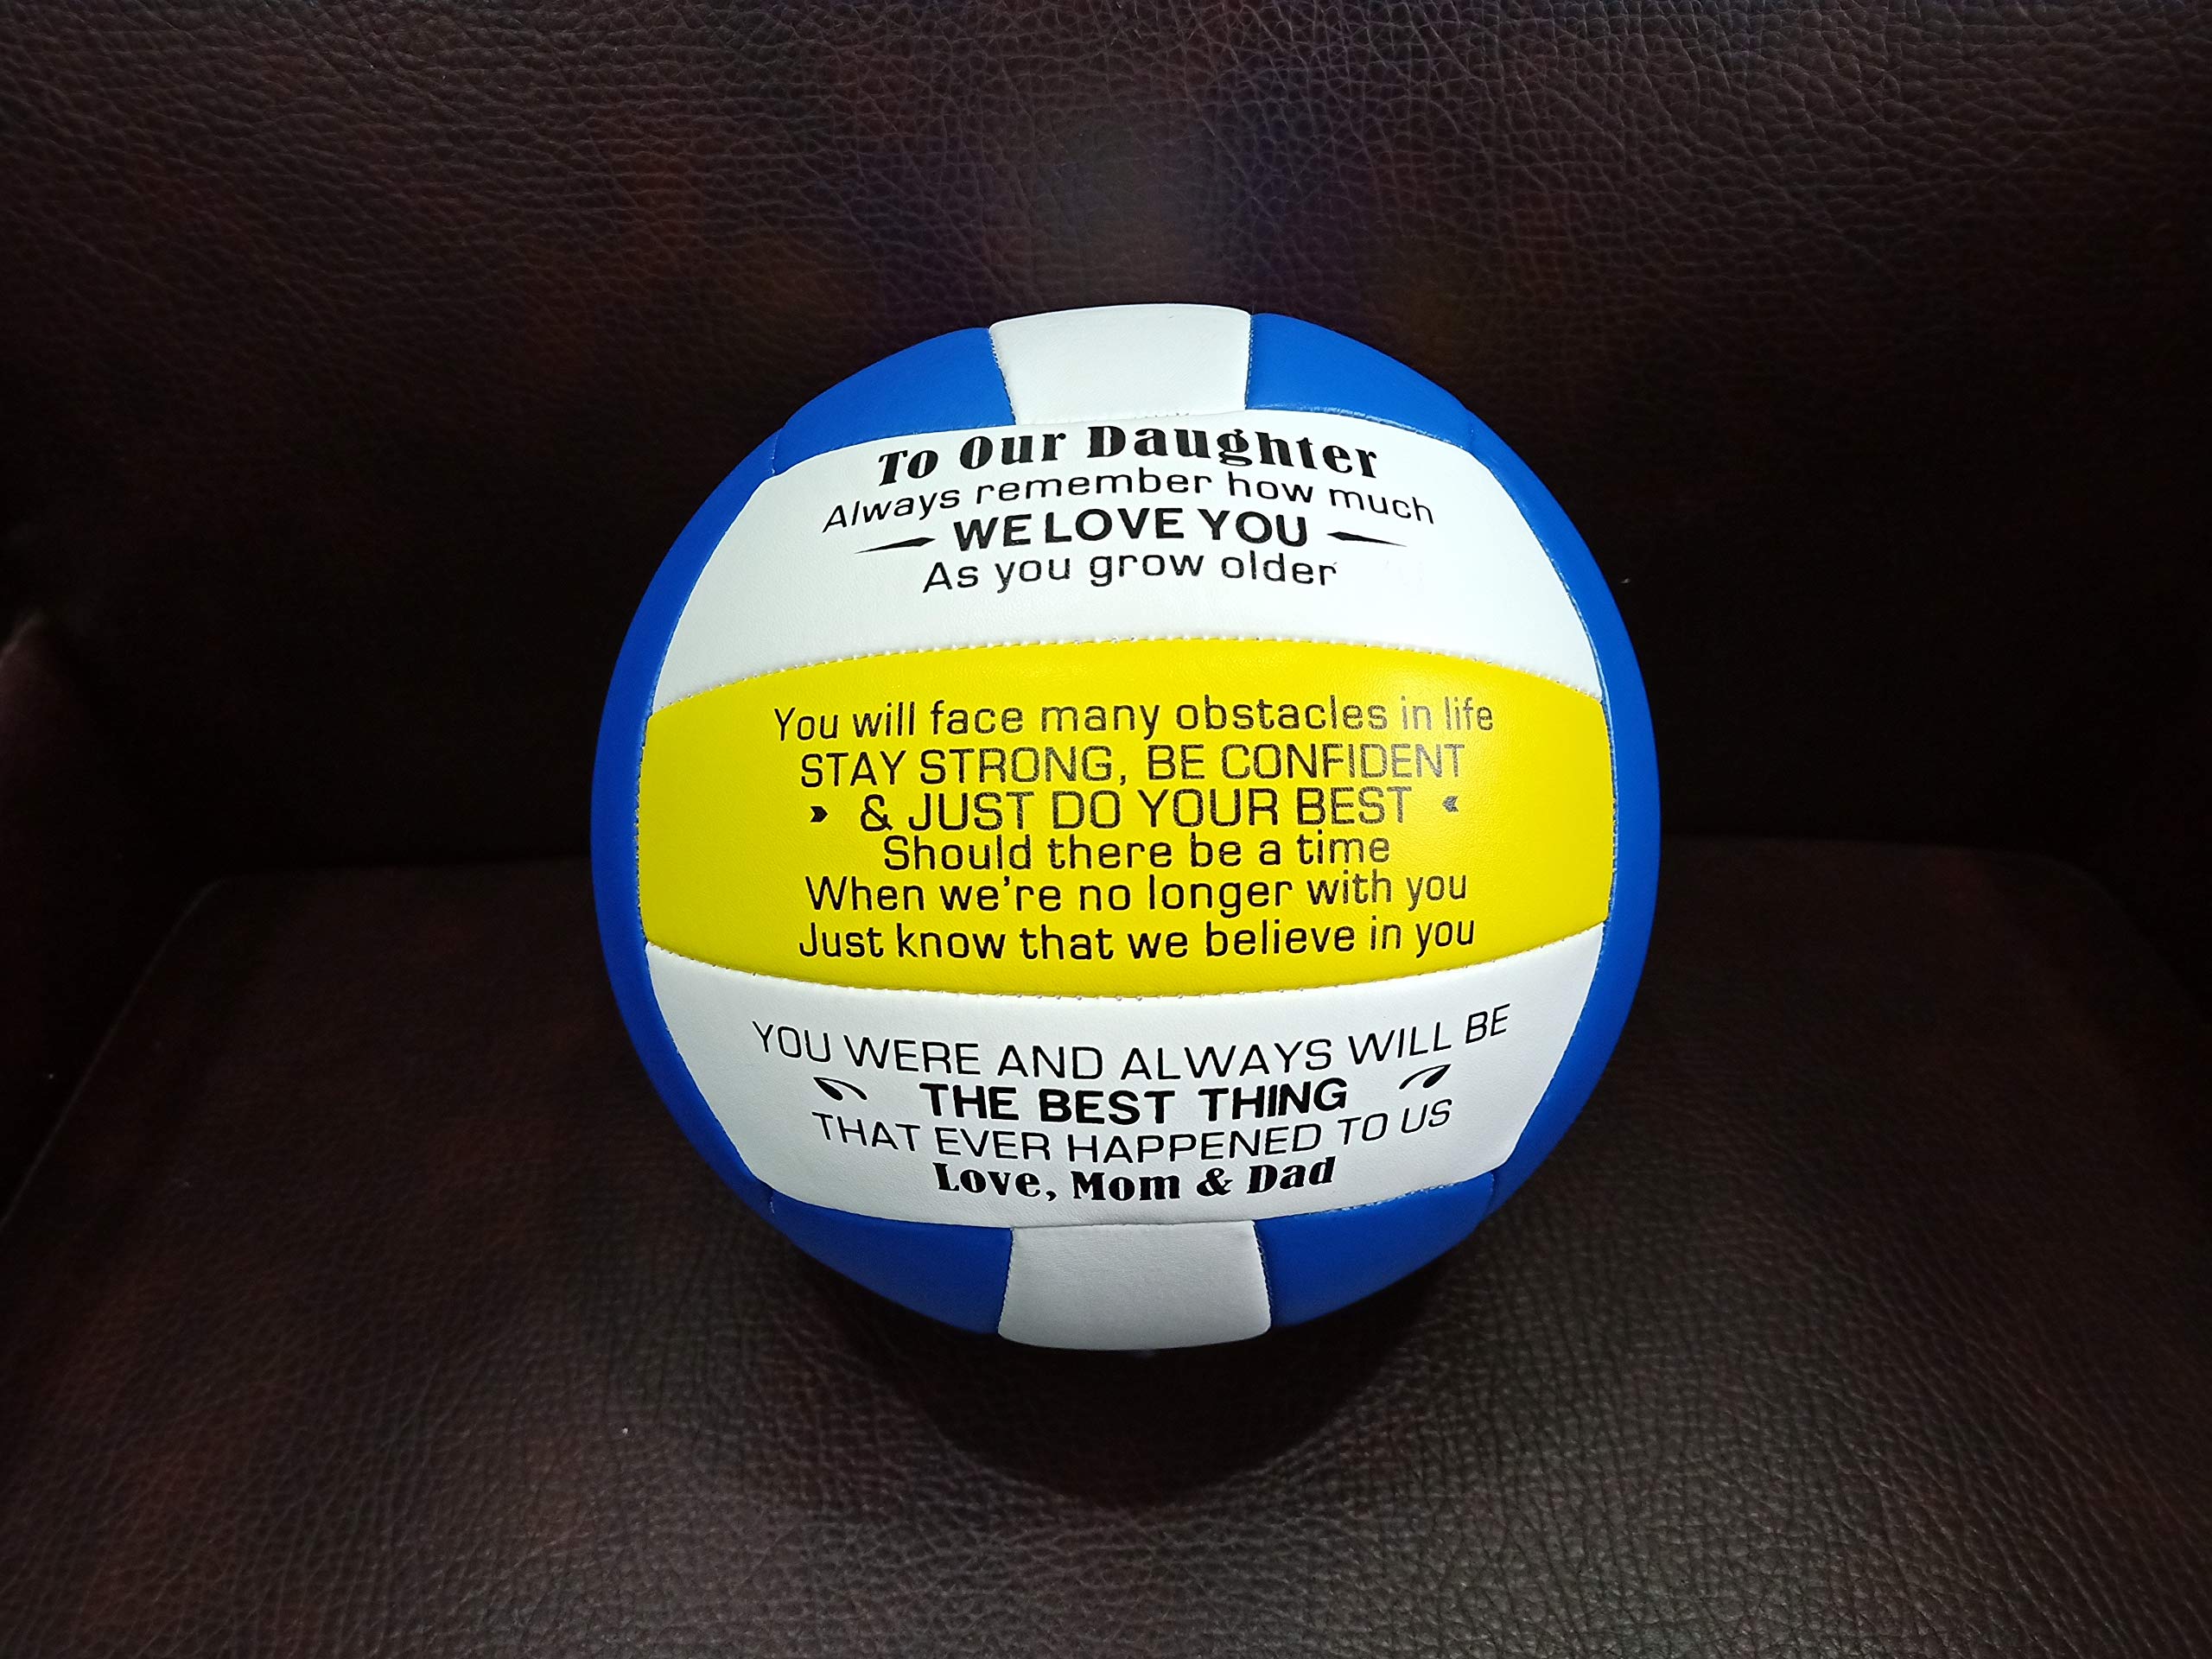 To Our Daughter
Always remember how much
WE LOVE YOU
As you grow older
You will face many obstacles in life
STAY STRONG, BE CONFIDENT
& JUST DO YOUR BEST
Should there be a time
When we're no longer with you
Just know that we believe in you
YOU WERE AND ALWAYS WILL BE
THE BEST THING
THAT EVER HAPPENED TO US
Love, Mom & Dad